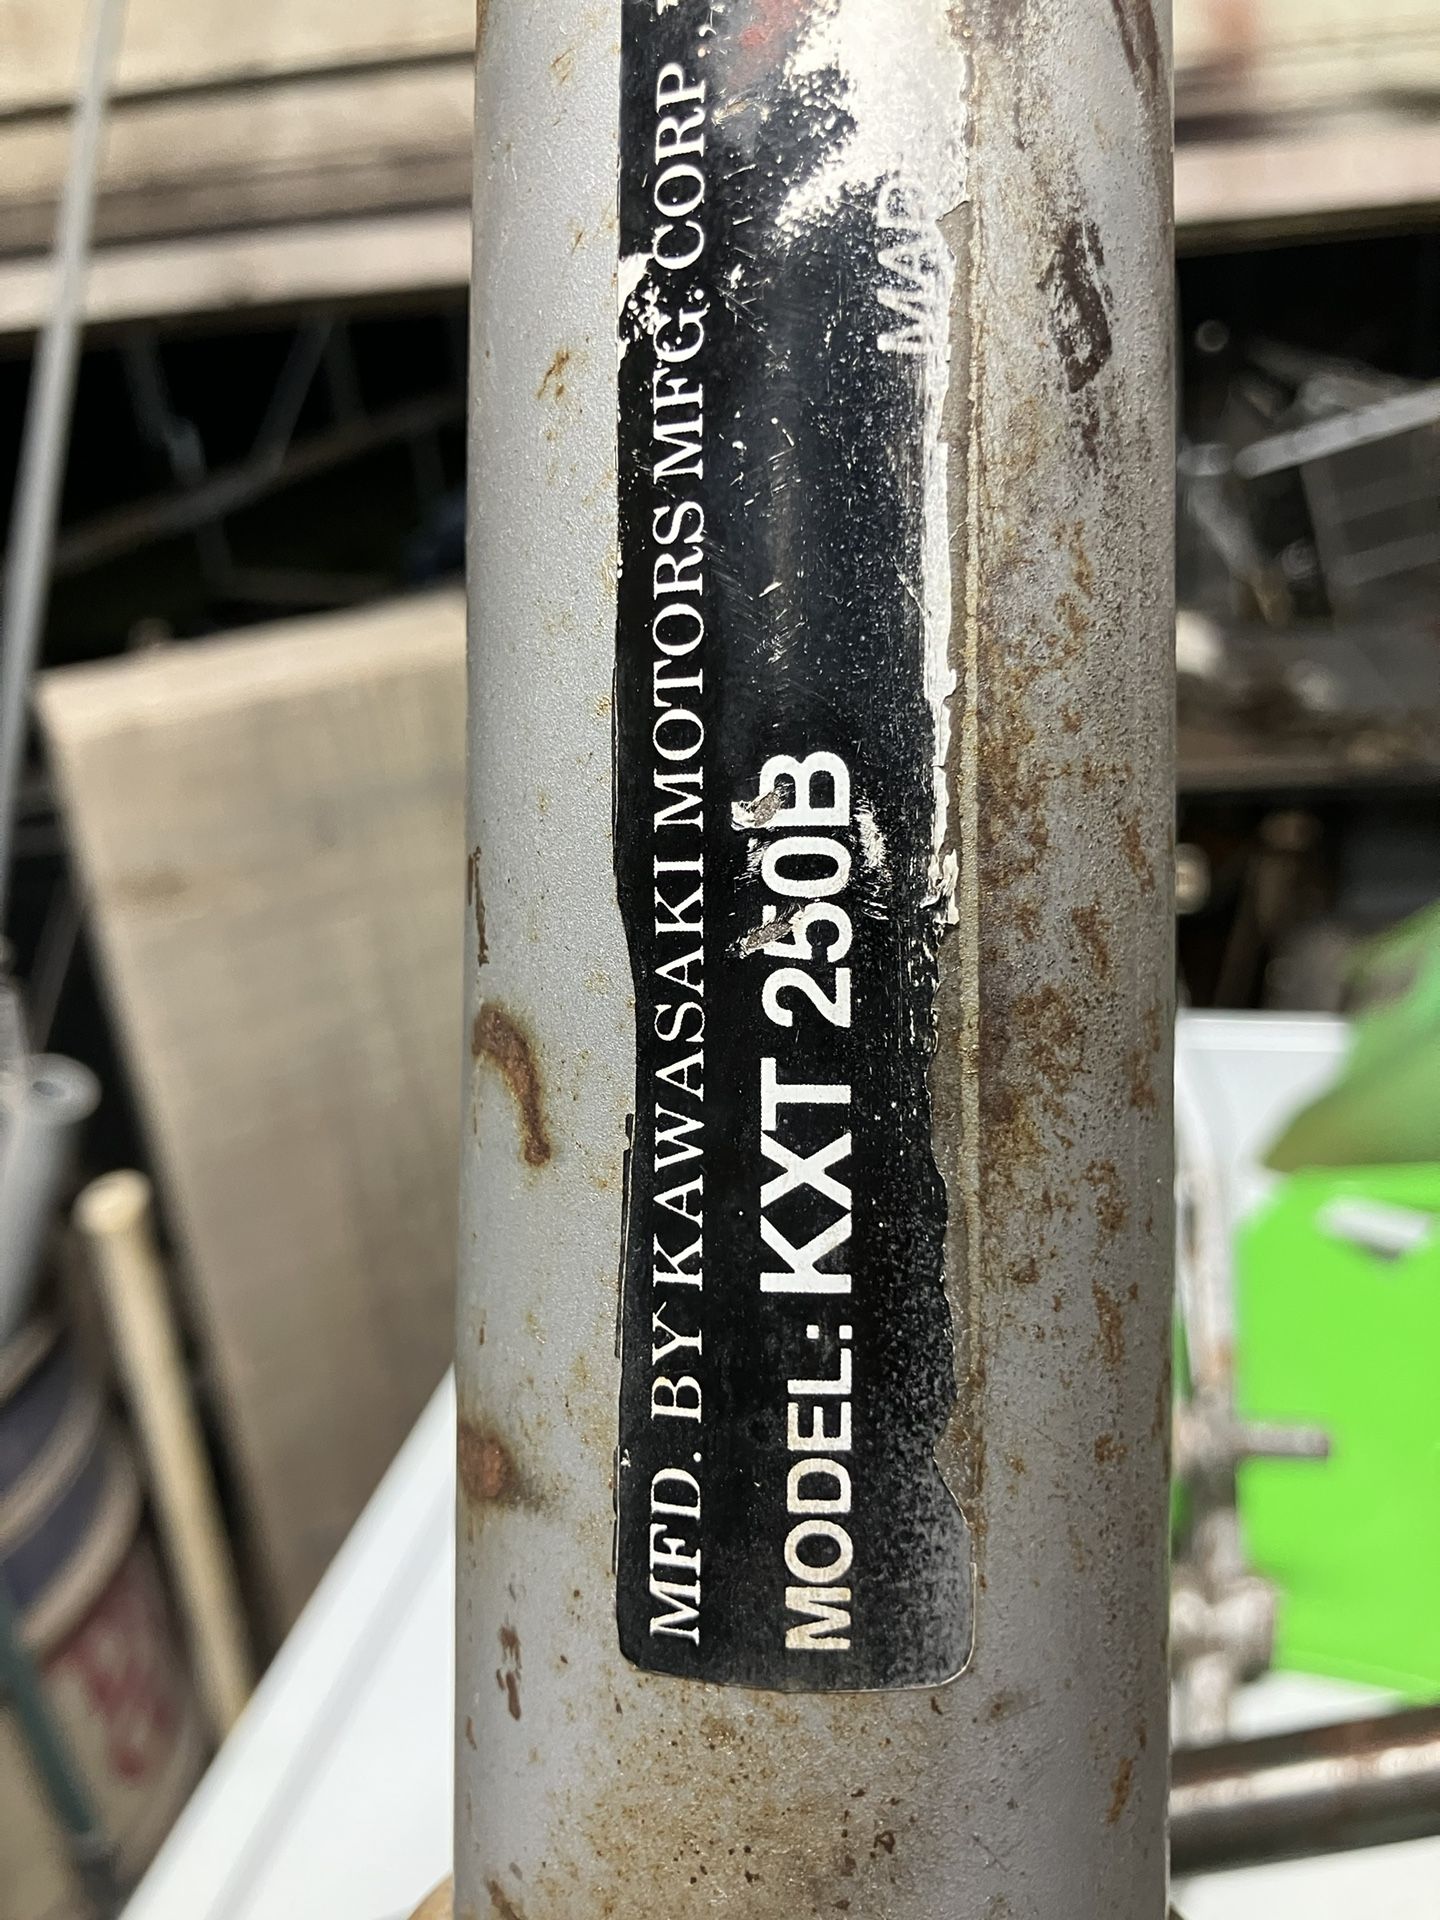 MFD. BY KAWASAKI MOTORS MFG. CORP.,
MODEL: KXT 250B